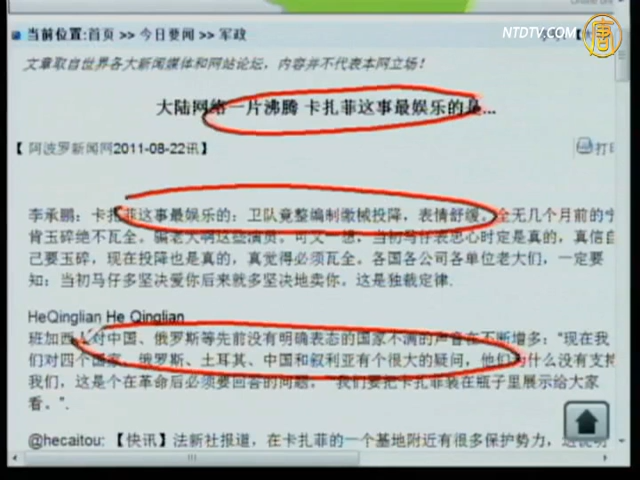 Online
NTDTV.COM
唐
当前位置:首页 >> 今日要闻 >> 军政
文章取自世界各大新闻媒体和网站论坛，内容并不代表本网立场！
大陆网络一片沸腾 卡扎菲这事最娱乐的是...
【 阿波罗新闻网2011-08-22讯】
打印
李承鹏：卡扎菲这事最娱乐的：卫队竟整编制缴械投降，表情舒缓。全无几个月前的宁
肯玉碎绝不瓦全。骗老大啊这些演员。可又一想，当初马仔表忠心时定是真的，真信自
己要玉碎，现在投降也是真的，真觉得必须瓦全。各国各公司各单位老大们，一定要
知：当初马仔多坚决爱你后来就多坚决地卖你。这是独裁定律.
HeQinglian He Qinglian
班加西人对中国、俄罗斯等先前没有明确表态的国家不满的声音在不断增多："现在我
们对四个国家，俄罗斯、土耳其、中国和叙利亚有个很大的疑问，他们为什么没有支持
我们，这是个在革命后必须要回答的问题。 我们要把卡扎菲装在瓶子里展示给大家
看。".
@hecaitou: 【快讯】法新社报道，在卡扎菲的一个基地附近有很多保护势力，这说明